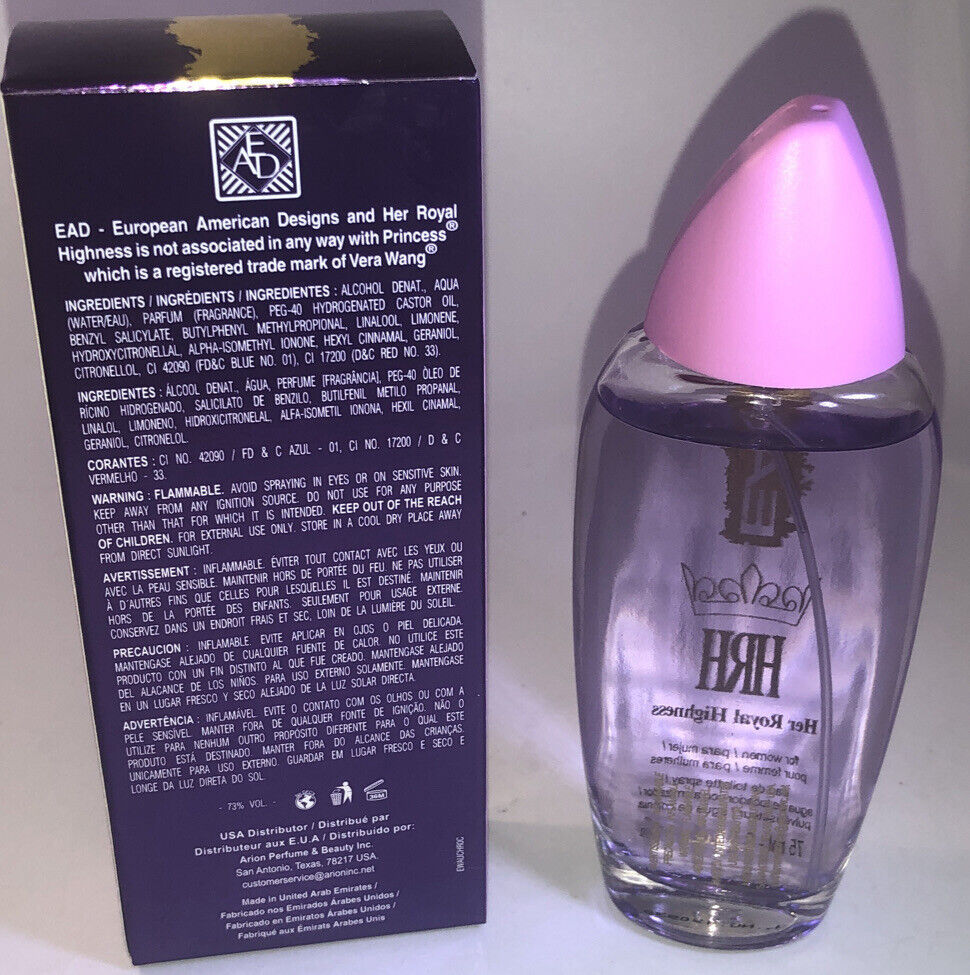 EAD
EAD - European American Designs and Her Royal
Highness is not associated in any way with Princess®
which is a registered trade mark of Vera Wang®
INGREDIENTS / INGRÉDIENTS / INGREDIENTES : ALCOHOL DENAT., AQUA
(WATER/EAU), PARFUM (FRAGRANCE), PEG-40 HYDROGENATED CASTOR OIL,
BENZYL SALICYLATE, BUTYLPHENYL METHYLPROPIONAL, LINALOOL, LIMONENE,
HYDROXYCITRONELLAL, ALPHA-ISOMETHYL IONONE, HEXYL CINNAMAL, GERANIOL,
CITRONELLOL, CI 42090 (FD&C BLUE NO. 01), CI 17200 (D&C RED NO. 33).
INGREDIENTES : ÁLCOOL DENAT., ÁGUA, PERFUME [FRAGRÂNCIA], PEG-40 ÒLEO DE
RÍCINO HIDROGENADO, SALICILATO DE BENZILO, BUTILFENIL METILO PROPANAL,
LINALOL, LIMONENO, HIDROXICITRONELAL, ALFA-ISOMETIL IONONA, HEXIL CINAMAL,
GERANIOL, CITRONELOL.
CORANTES : CI NO. 42090 / FD & C AZUL - 01, CI NO. 17200 / D & C
VERMELHO - 33.
WARNING : FLAMMABLE. AVOID SPRAYING IN EYES OR ON SENSITIVE SKIN.
KEEP AWAY FROM ANY IGNITION SOURCE. DO NOT USE FOR ANY PURPOSE
OTHER THAN THAT FOR WHICH IT IS INTENDED. KEEP OUT OF THE REACH
OF CHILDREN. FOR EXTERNAL USE ONLY. STORE IN A COOL DRY PLACE AWAY
FROM DIRECT SUNLIGHT.
AVERTISSEMENT : INFLAMMABLE. ÉVITER TOUT CONTACT AVEC LES YEUX OU
AVEC LA PEAU SENSIBLE. MAINTENIR HORS DE PORTÉE DU FEU. NE PAS UTILISER
À D'AUTRES FINS QUE CELLES POUR LESQUELLES IL EST DESTINÉ. MAINTENIR
HORS DE LA PORTÉE DES ENFANTS. SEULEMENT POUR USAGE EXTERNE.
CONSERVEZ DANS UN ENDROIT FRAIS ET SEC, LOIN DE LA LUMIÈRE DU SOLEIL.
PRECAUCION : INFLAMABLE. EVITE APLICAR EN OJOS O PIEL DELICADA.
MANTENGASE ALEJADO DE CUALQUIER FUENTE DE CALOR. NO UTILICE ESTE
PRODUCTO CON UN FIN DISTINTO AL QUE FUE CREADO. MANTENGASE ALEJADO
DEL ALACANCE DE LOS NIÑOS. PARA USO EXTERNO SOLAMENTE. MANTENGASE
EN UN LUGAR FRESCO Y SECO ALEJADO DE LA LUZ SOLAR DIRECTA.
ADVERTÊNCIA : INFLAMÁVEL. EVITE O CONTATO COM OS OLHOS OU COM A
PELE SENSÍVEL. MANTER FORA DE QUALQUER FONTE DE IGNIÇÃO. NÃO O
UTILIZE PARA NENHUM OUTRO PROPÓSITO DIFERENTE PARA O QUAL ESTE
PRODUTO ESTÁ DESTINADO. MANTER FORA DO ALCANCE DAS CRIANÇAS.
UNICAMENTE PARA USO EXTERNO. GUARDAR EM LUGAR FRESCO E SECO E
LONGE DA LUZ DIRETA DO SOL.
- 73% VOL. -
36M
USA Distributor / Distribué par
Distributeur aux E.U.A / Distribuido por:
Arion Perfume & Beauty Inc.
San Antonio, Texas, 78217 USA.
customerservice@arioninc.net
Made in United Arab Emirates /
Fabricado nos Emirados Árabes Unidos /
Fabricado en Emiratos Árabes Unidos /
Fabriqué aux Émirats Arabes Unis
HRH
Her Royal Highness
for women / para mujer /
pour femme / para mulheres
eau de toilette spray